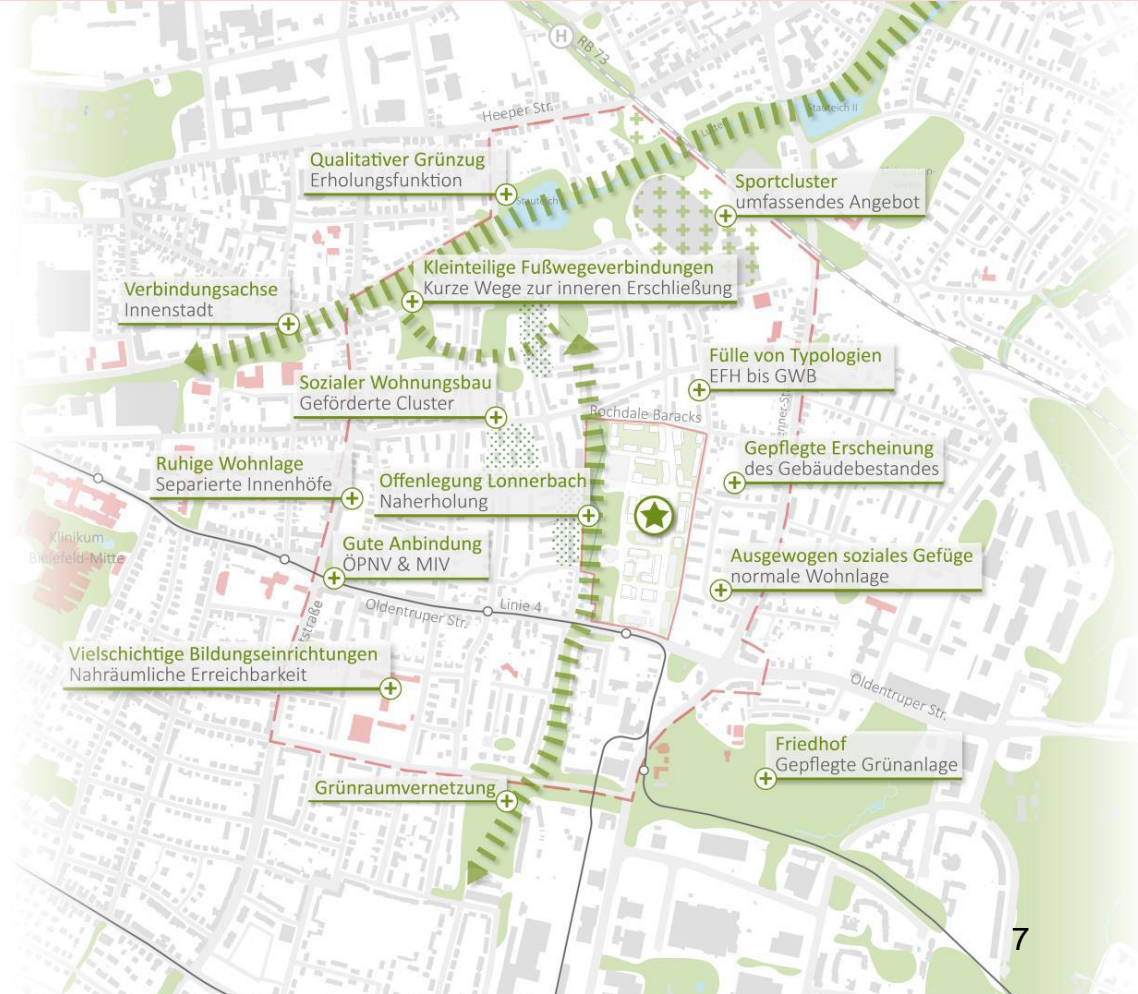 H
RB 73
Heeper Str.
Stauteich II
Lutter
Qualitativer Grünzug
Erholungsfunktion
Sportcluster
umfassendes Angebot
Kleinteilige Fußwegeverbindungen
Kurze Wege zur inneren Erschließung
Verbindungsachse
Innenstadt
Fülle von Typologien
EFH bis GWB
Sozialer Wohnungsbau
Geförderte Cluster
Rochdale Baracks
Gepflegte Erscheinung
des Gebäudebestandes
Ruhige Wohnlage
Separierte Innenhöfe
Offenlegung Lonnerbach
Naherholung
Klinikum
Bielefeld-Mitte
Gute Anbindung
ÖPNV & MIV
Ausgewogen soziales Gefüge
normale Wohnlage
Oldentruper Str.
Linie 4
Vielschichtige Bildungseinrichtungen
Nahräumliche Erreichbarkeit
Oldentruper Str.
Friedhof
Gepflegte Grünanlage
Grünraumvernetzung
7